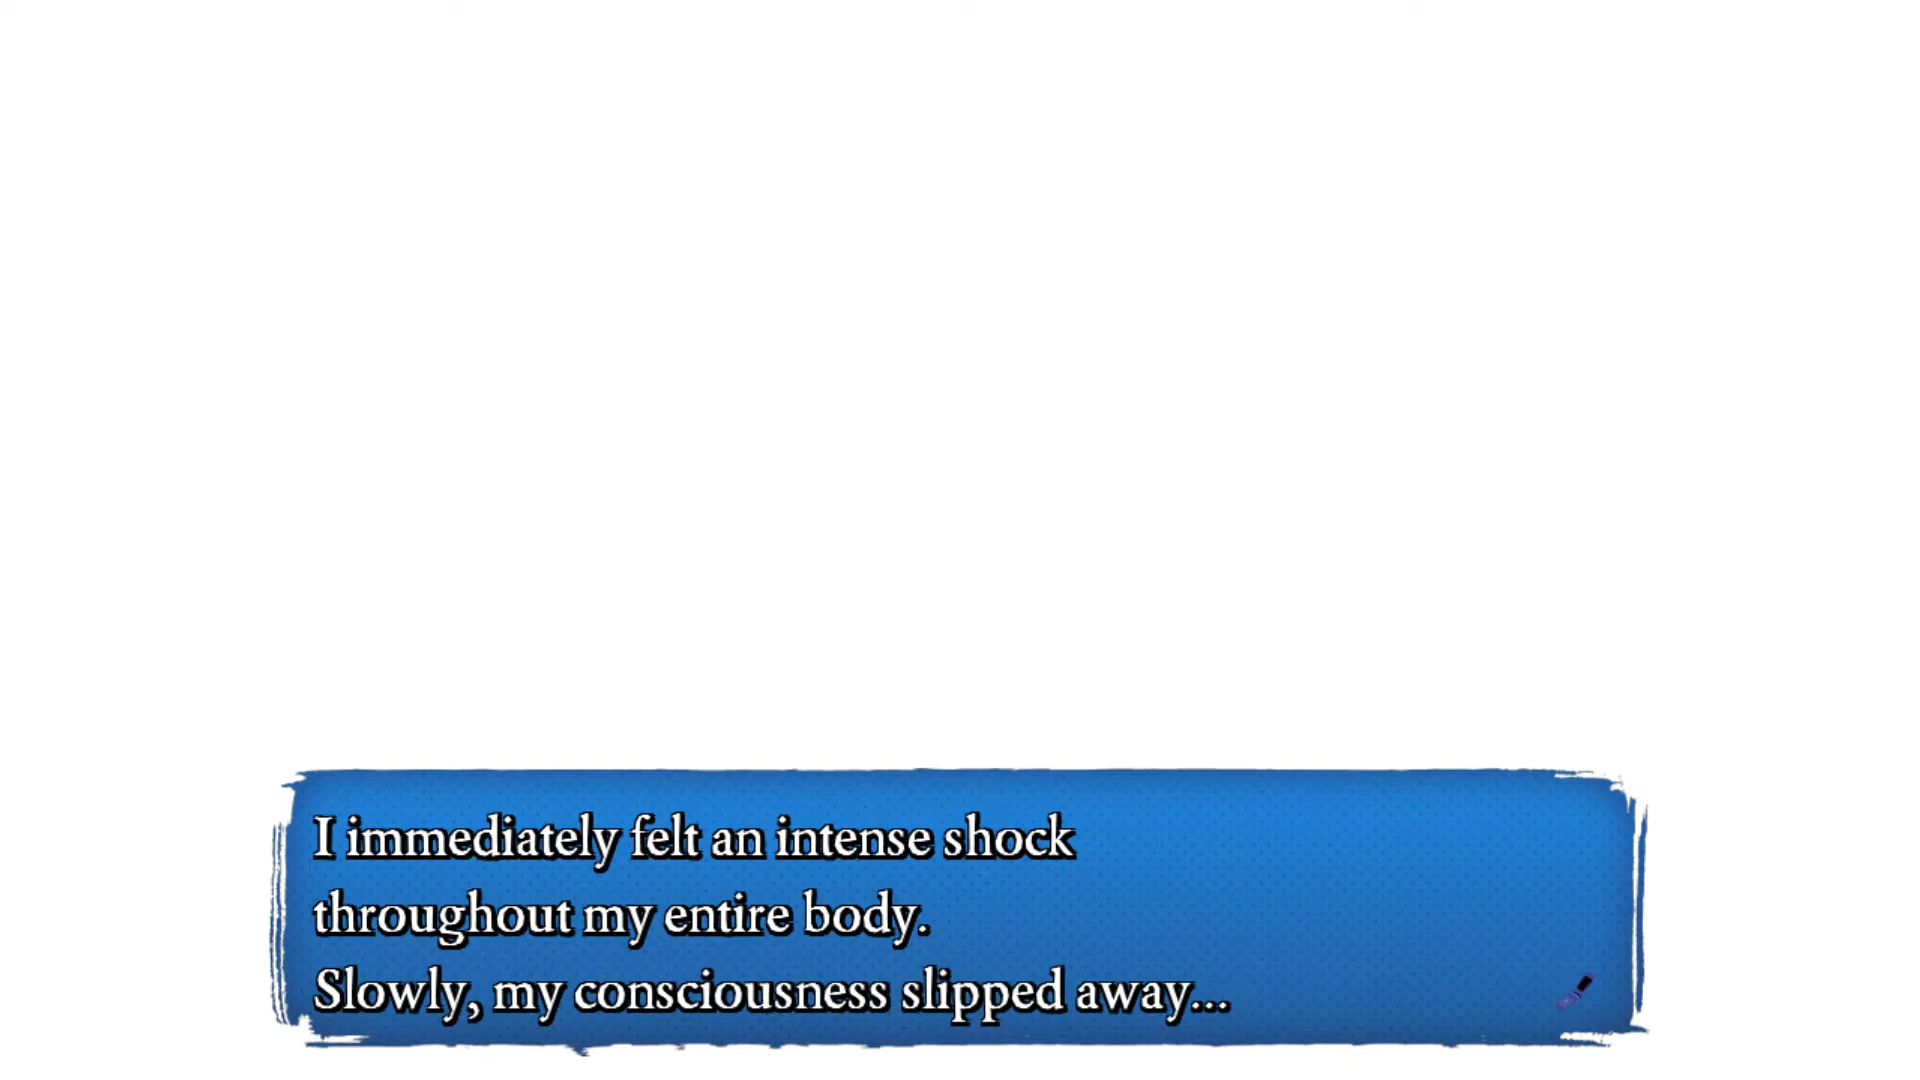 I immediately felt an intense shock
throughout my entire body.
Slowly, my consciousness slipped away...